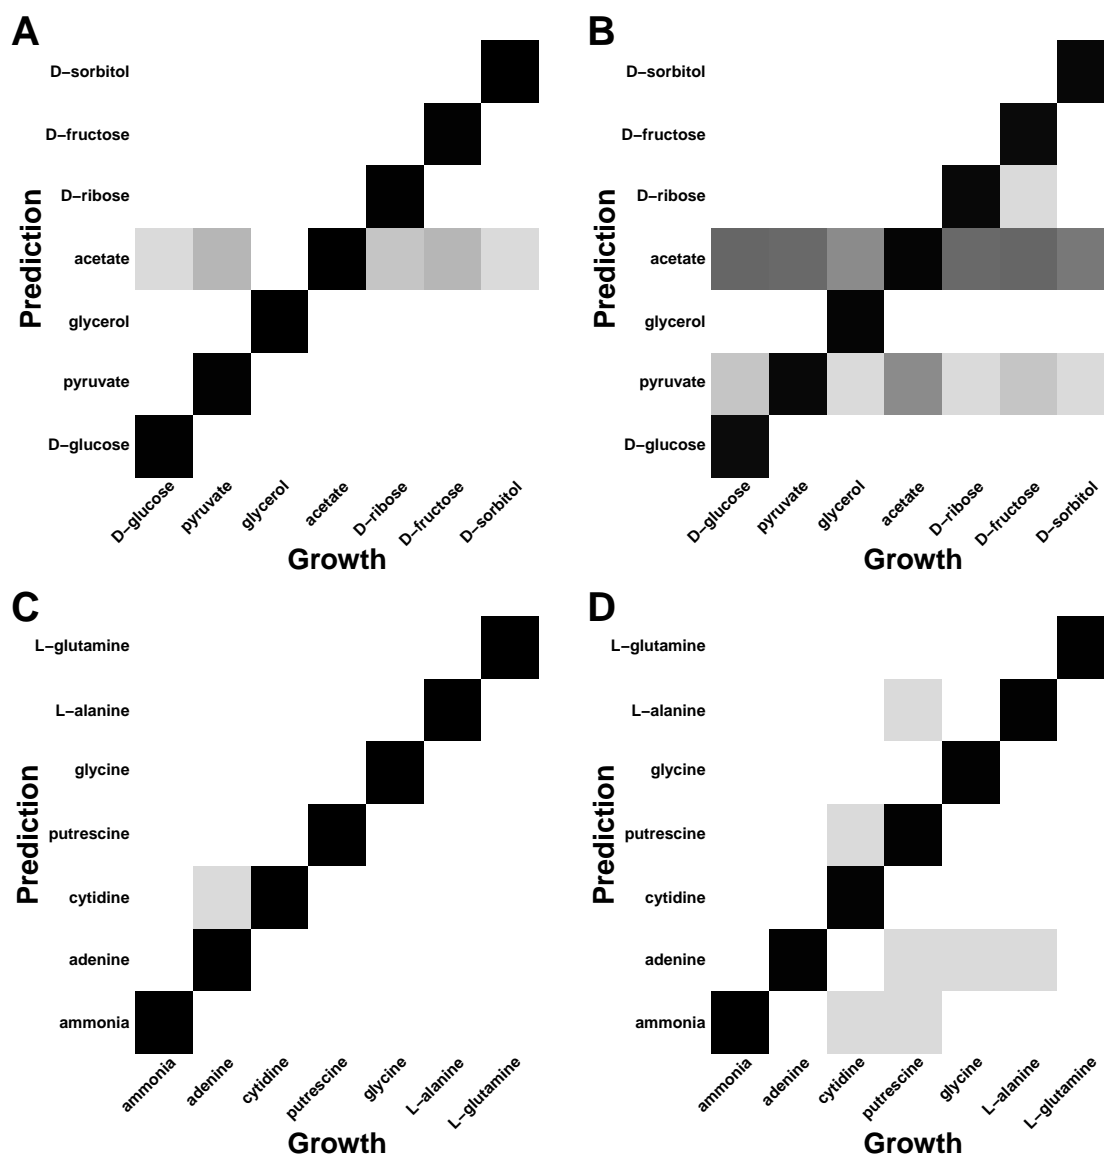 A
D−sorbitol
D−fructose
D−ribose
acetate
glycerol
pyruvate
D−glucose
Prediction
D−glucose
pyruvate
glycerol
acetate
D−ribose
D−fructose
D−sorbitol
Growth
B
D−sorbitol
D−fructose
D−ribose
acetate
glycerol
pyruvate
D−glucose
Prediction
D−glucose
pyruvate
glycerol
acetate
D−ribose
D−fructose
D−sorbitol
Growth
C
L−glutamine
L−alanine
glycine
putrescine
cytidine
adenine
ammonia
Prediction
ammonia
adenine
cytidine
putrescine
glycine
L−alanine
L−glutamine
Growth
D
L−glutamine
L−alanine
glycine
putrescine
cytidine
adenine
ammonia
Prediction
ammonia
adenine
cytidine
putrescine
glycine
L−alanine
L−glutamine
Growth